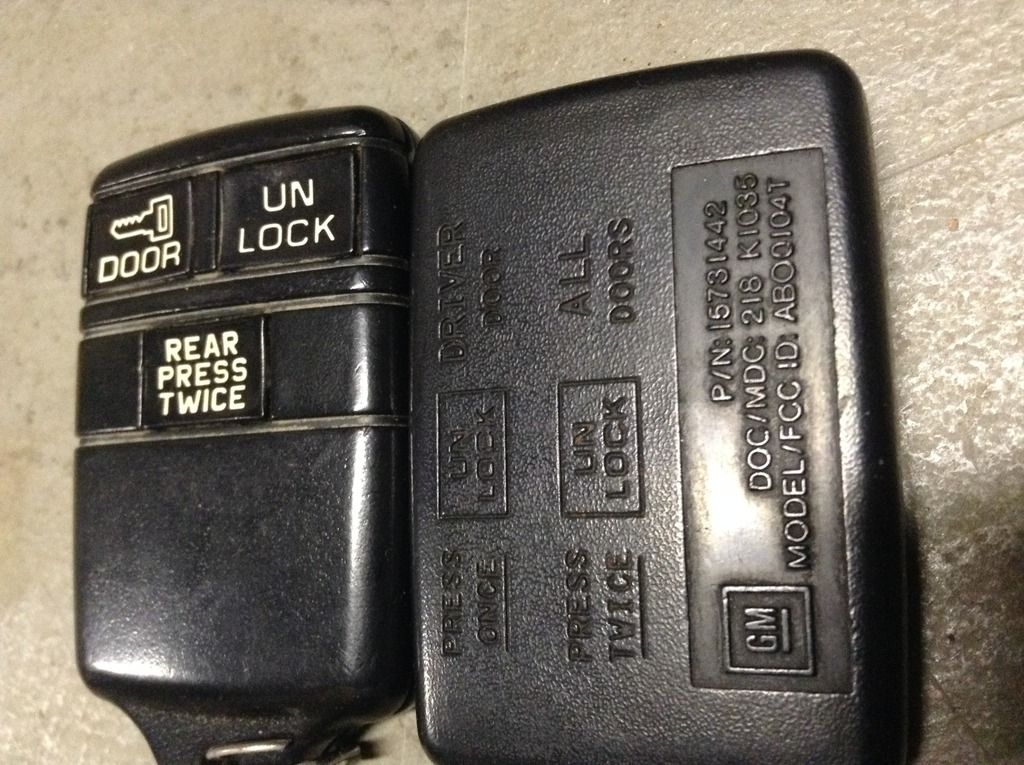 DOOR
UN
LOCK
REAR
PRESS
TWICE
PRESS UN DRIVER
ONCE LOCK DOOR
PRESS UN ALL
TWICE LOCK DOORS
GM
P/N: 15731442
DOC/MDC: 218 K1035
MODEL/FCC ID: ABO0104T